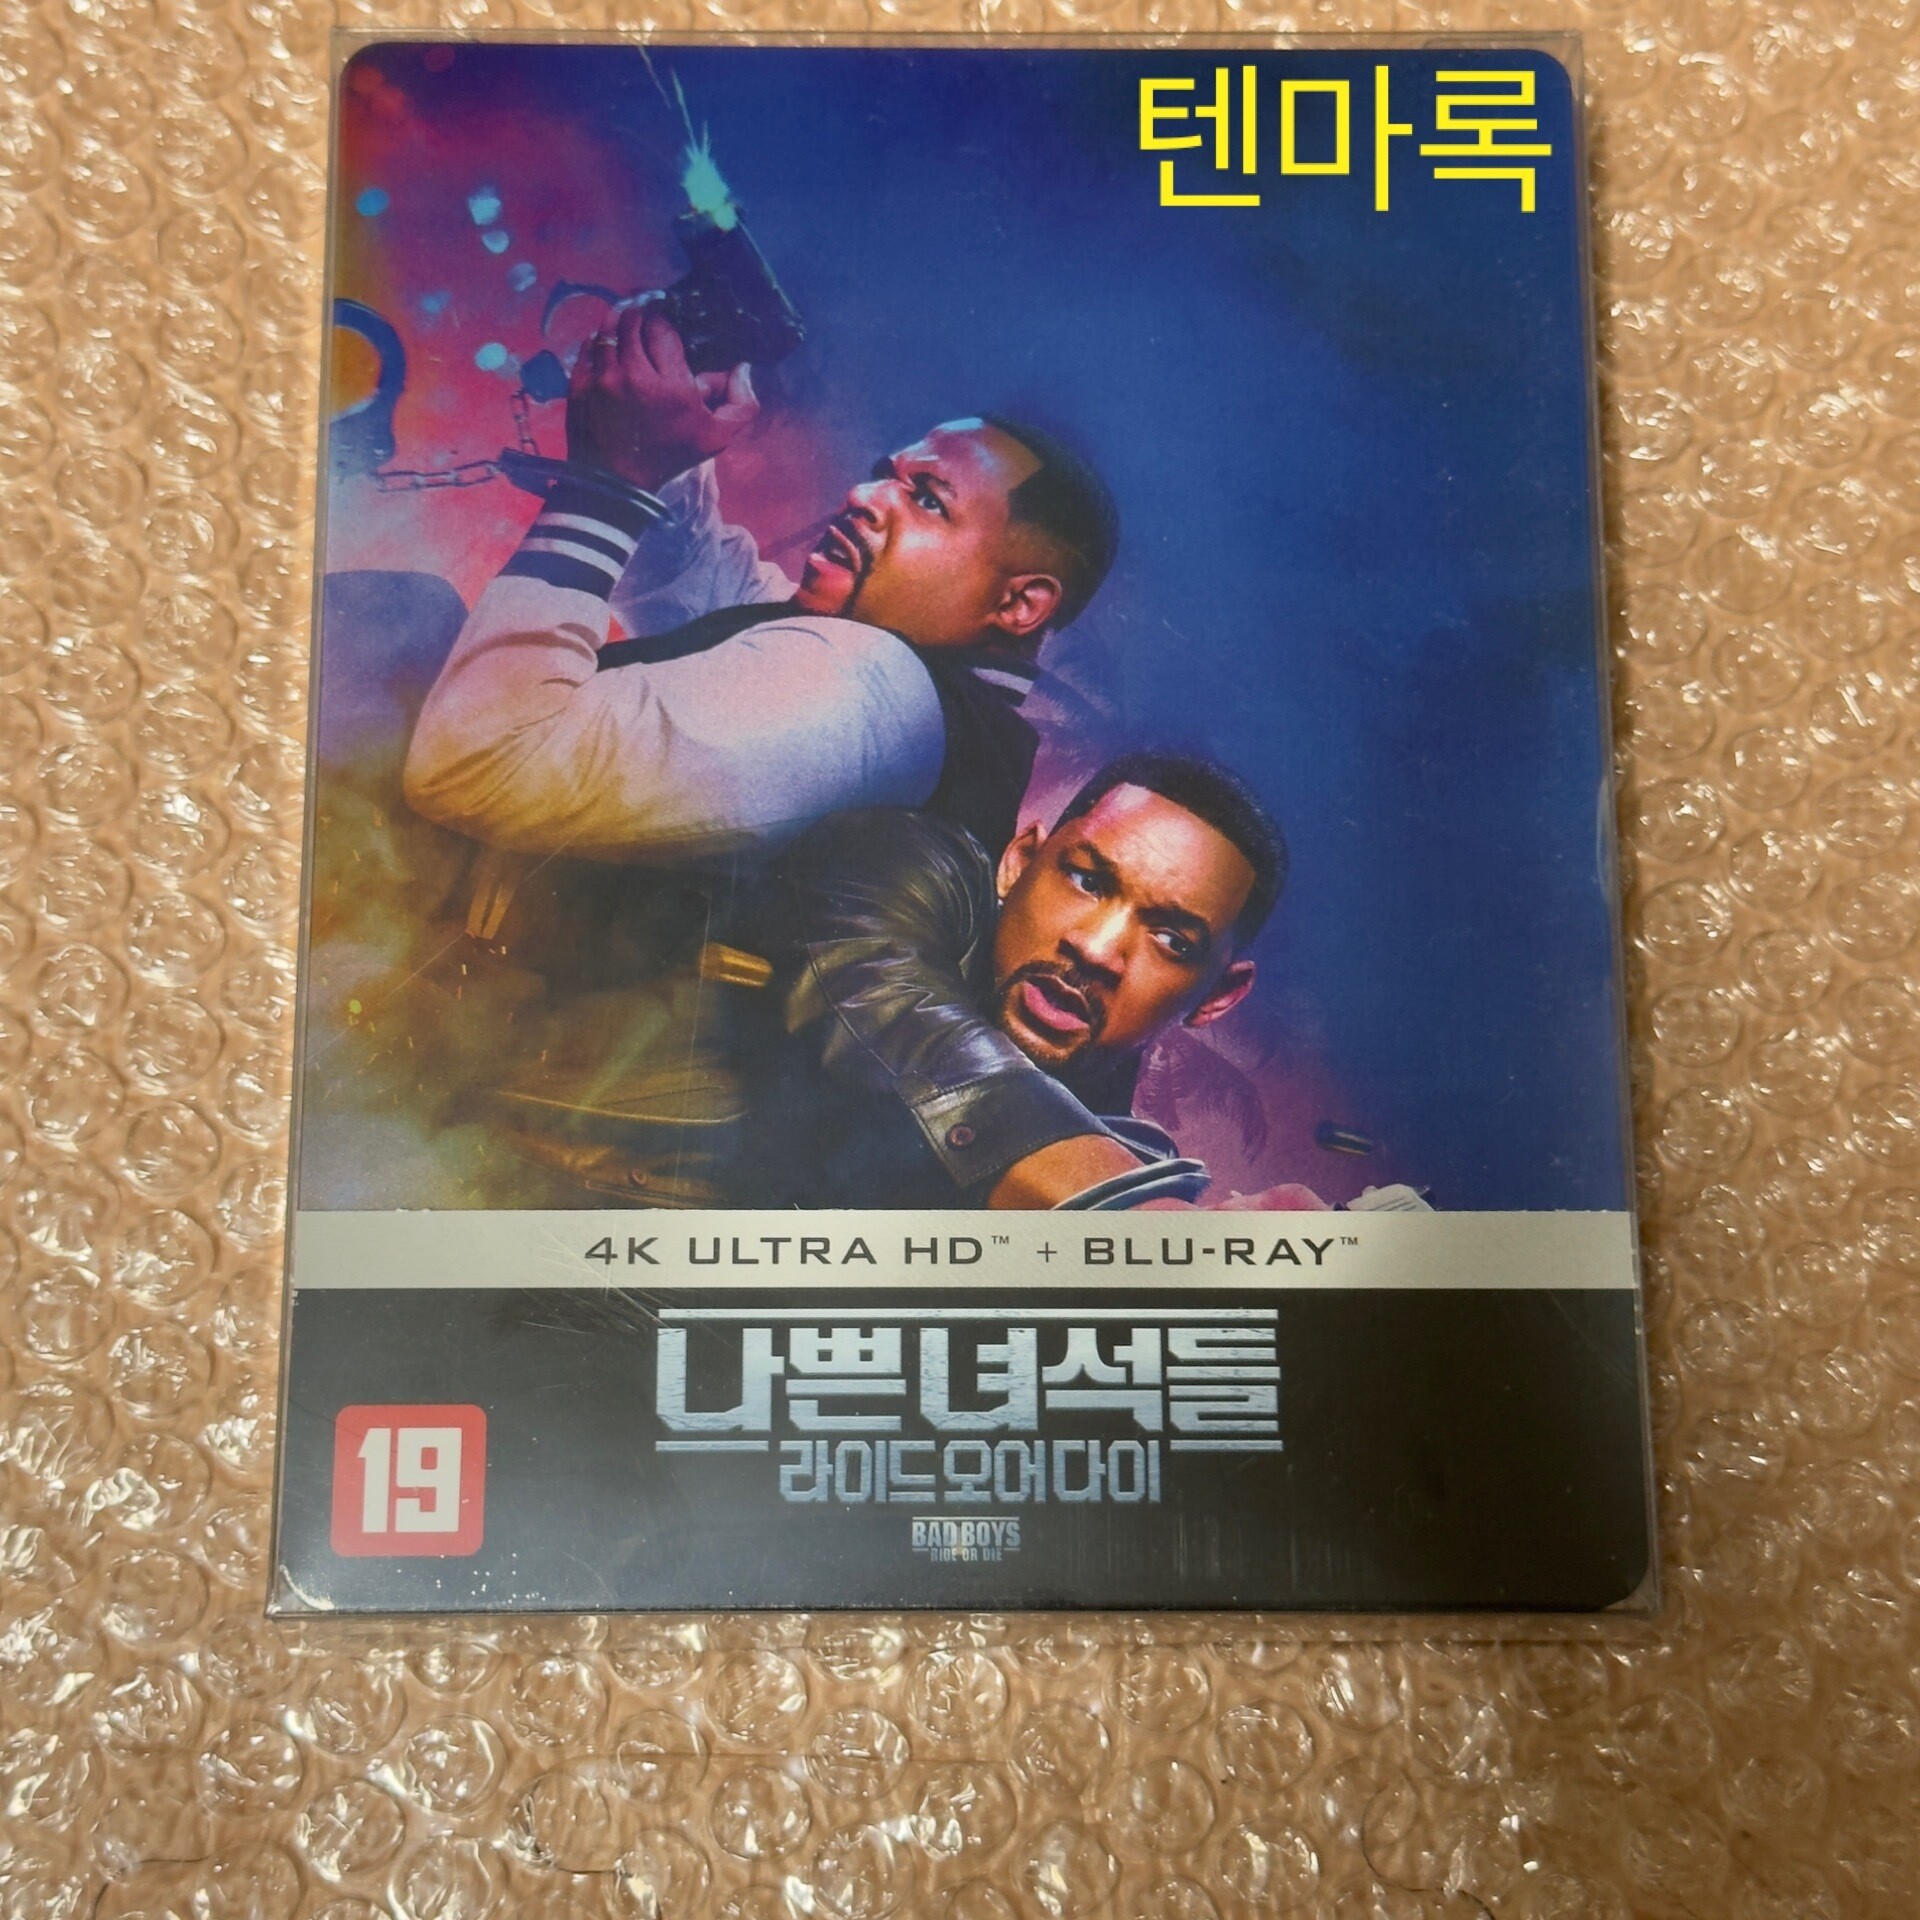 텐마록
4K ULTRA HD™ + BLU-RAY™
나쁜 녀석들
라이드 오어 다이
19
BAD BOYS
RIDE OR DIE